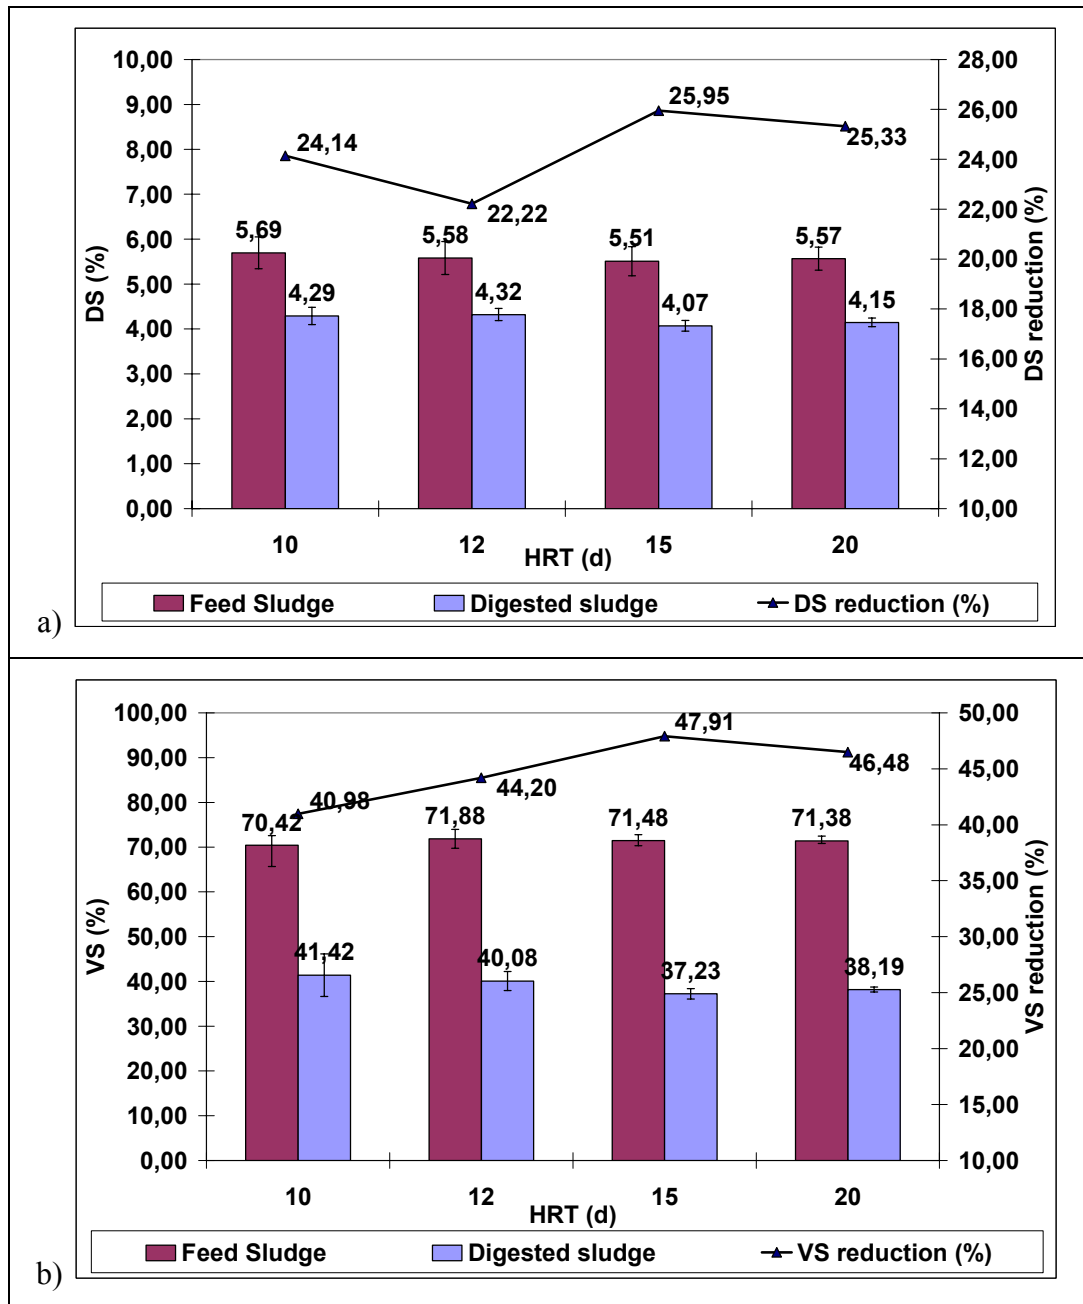 10,00 28,00
9,00 25,95 26,00
8,00 24,14 25,33 24,00
7,00 22,22 22,00
6,00 5,69 5,58 5,51 5,57 20,00
5,00 4,29 4,32 4,07 4,15 18,00
4,00 16,00
3,00 14,00
2,00 12,00
1,00
0,00 10,00
DS (%)
DS reduction (%)
10 12 15 20
HRT (d)
Feed Sludge Digested sludge DS reduction (%)
a)
100,00 47,91 50,00
90,00 44,20 46,48 45,00
80,00 40,98 40,00
70,00 70,42 71,88 71,48 71,38 35,00
60,00 30,00
50,00 41,42 40,08 37,23 38,19 25,00
40,00 20,00
30,00 15,00
20,00
10,00
0,00 10,00
VS (%)
VS reduction (%)
10 12 15 20
HRT (d)
Feed Sludge Digested sludge VS reduction (%)
b)